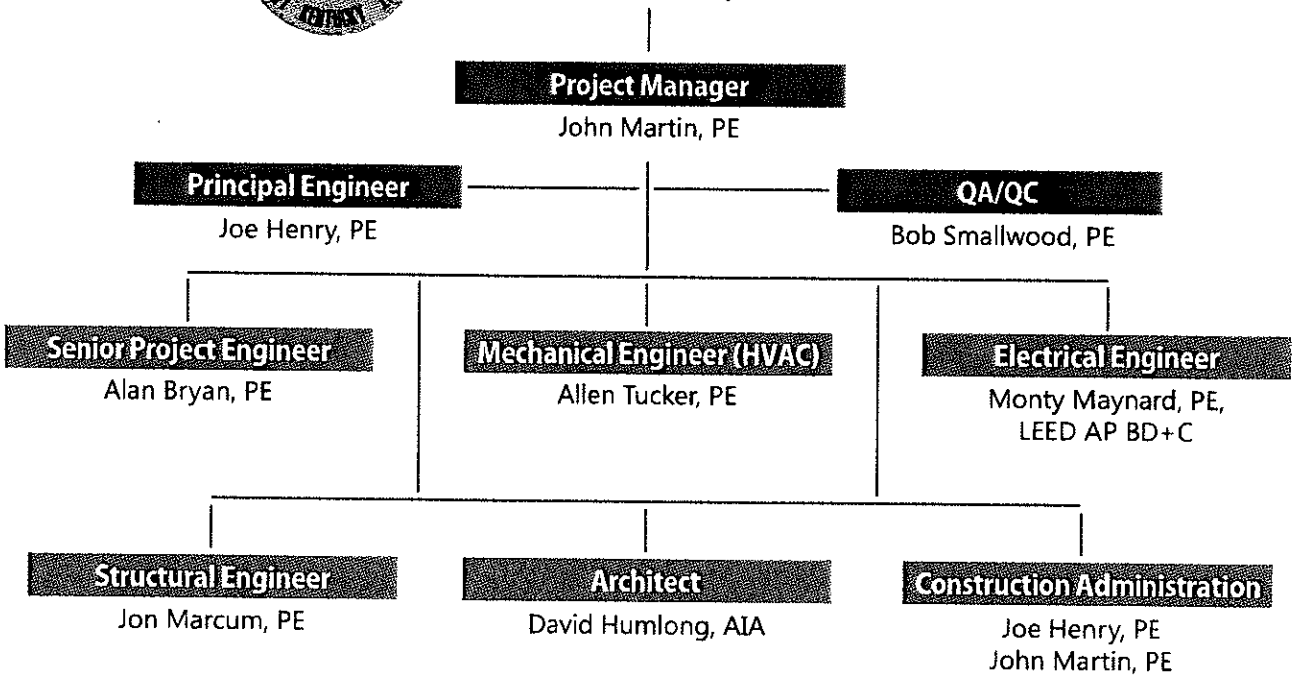 KENTUCKY
Project Manager
John Martin, PE
Principal Engineer
Joe Henry, PE
QA/QC
Bob Smallwood, PE
Senior Project Engineer
Alan Bryan, PE
Mechanical Engineer (HVAC)
Allen Tucker, PE
Electrical Engineer
Monty Maynard, PE,
LEED AP BD+C
Structural Engineer
Jon Marcum, PE
Architect
David Humlong, AIA
Construction Administration
Joe Henry, PE
John Martin, PE